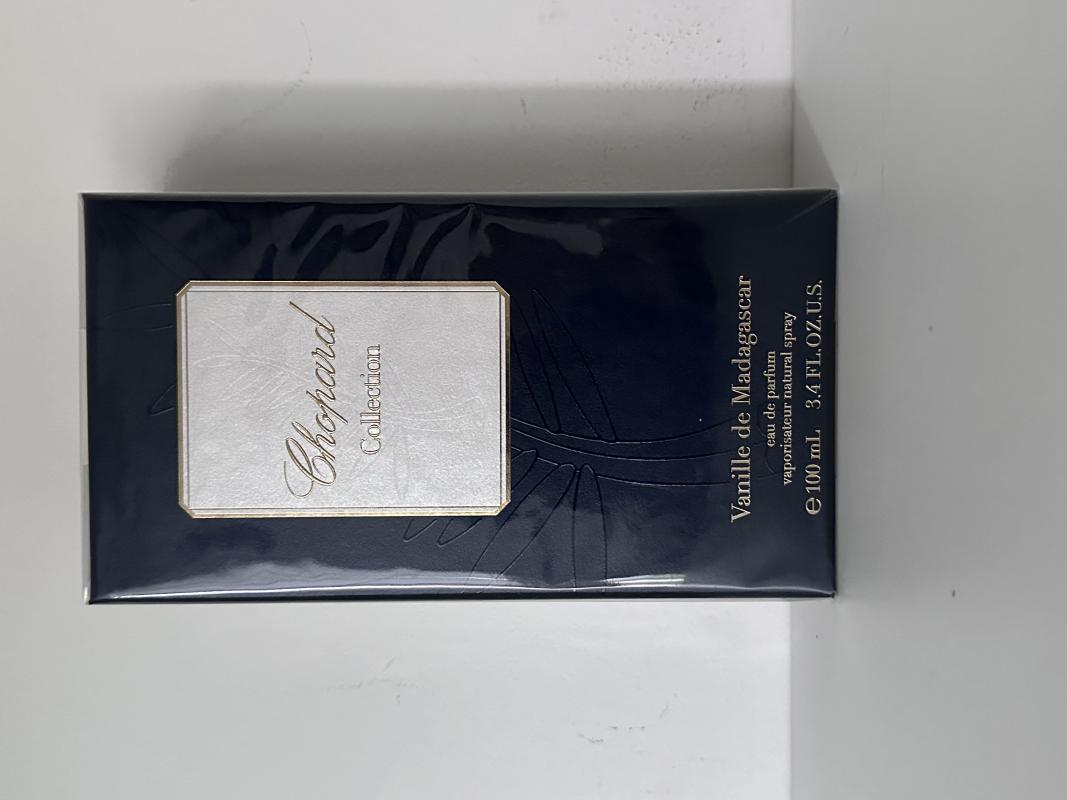 Chopard
Collection
Vanille de Madagascar
eau de parfum
vaporisateur natural spray
℮ 100 mL 3.4 FL.OZ.U.S.